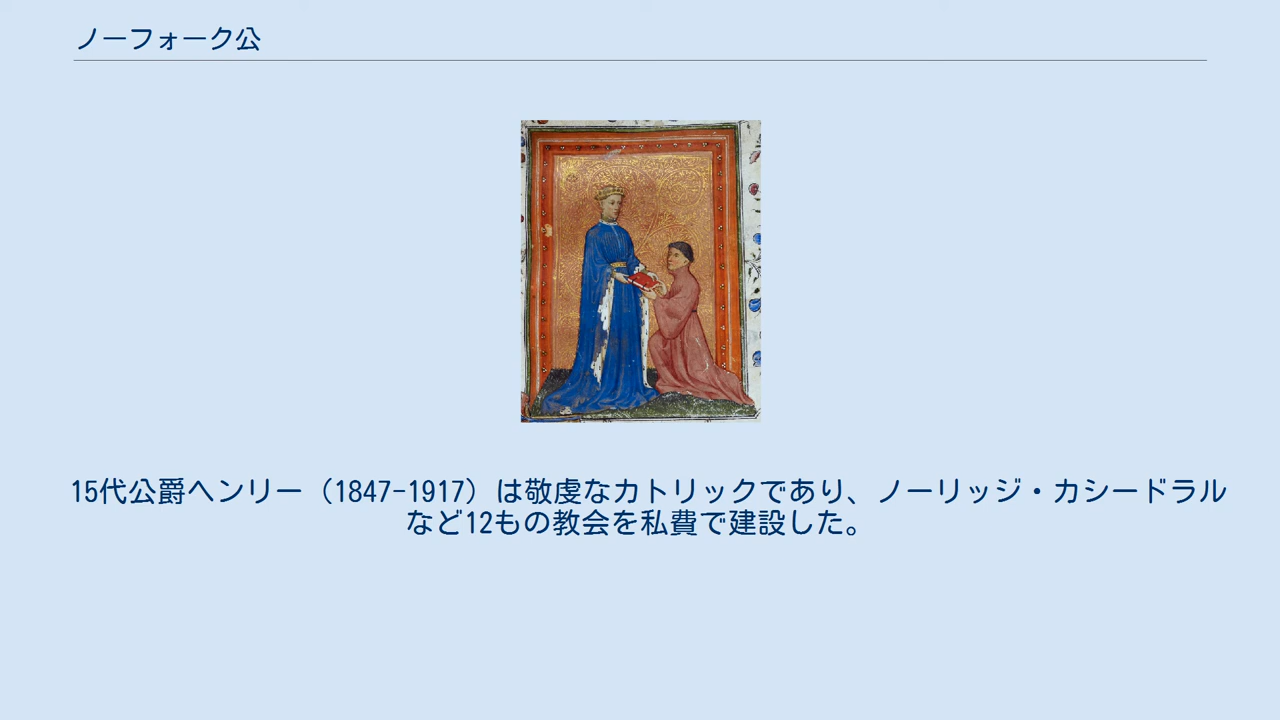 ノーフォーク公
15代公爵ヘンリー（1847-1917）は敬虔なカトリックであり、ノーリッジ・カシードラル
など12もの教会を私費で建設した。